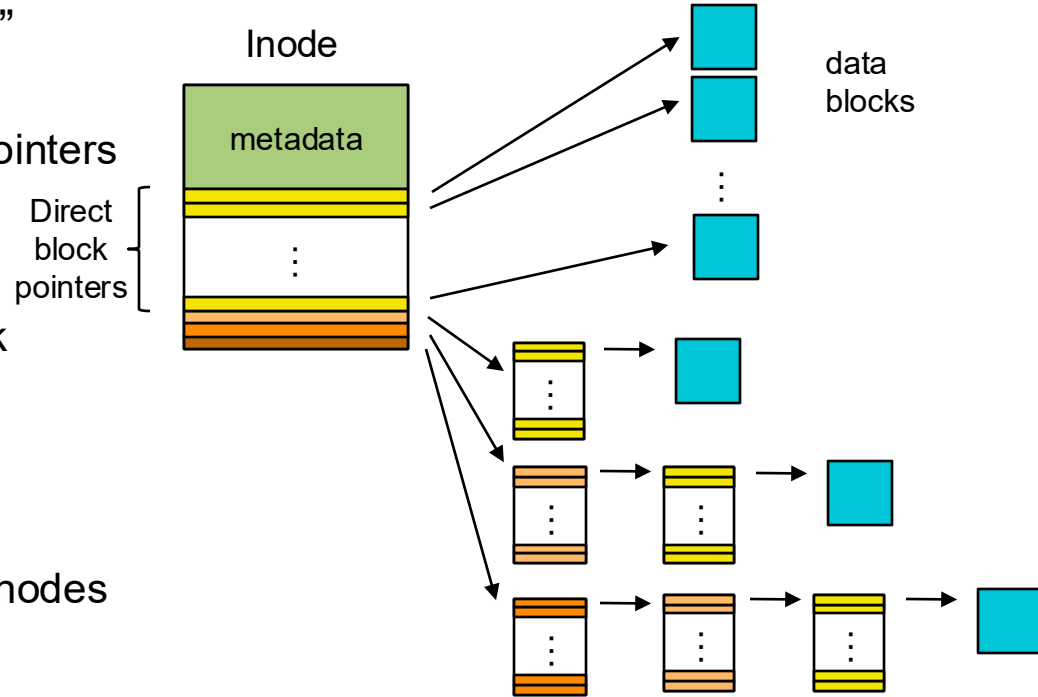 ”
Inode
data
blocks
metadata
ointers
Direct
block
pointers
k
nodes